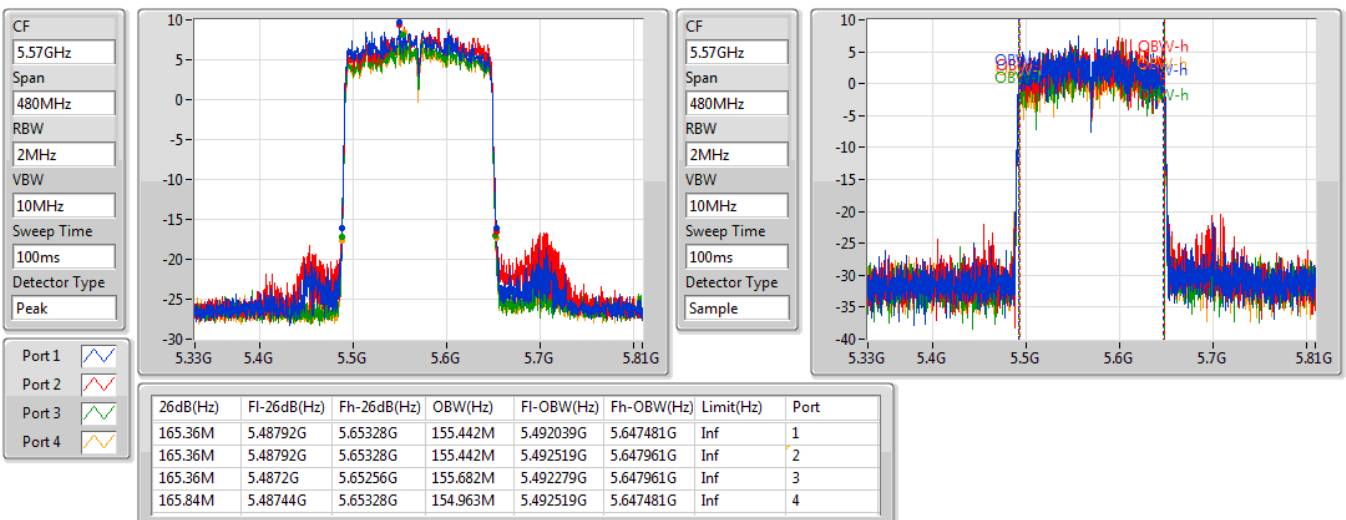 CF
5.57GHz
Span
480MHz
RBW
2MHz
VBW
10MHz
Sweep Time
100ms
Detector Type
Peak
10
5
0
-5
-10
-15
-20
-25
-30
5.33G 5.4G 5.5G 5.6G 5.7G 5.81G
CF
5.57GHz
Span
480MHz
RBW
2MHz
VBW
10MHz
Sweep Time
100ms
Detector Type
Sample
10
5
0
-5
-10
-15
-20
-25
-30
-35
-40
OBW-h
5.33G 5.4G 5.5G 5.6G 5.7G 5.81G
Port 1
Port 2
Port 3
Port 4
26dB(Hz) Fl-26dB(Hz) Fh-26dB(Hz) OBW(Hz) Fl-OBW(Hz) Fh-OBW(Hz) Limit(Hz) Port
165.36M 5.48792G 5.65328G 155.442M 5.492039G 5.647481G Inf 1
165.36M 5.48792G 5.65328G 155.442M 5.492519G 5.647961G Inf 2
165.36M 5.4872G 5.65256G 155.682M 5.492279G 5.647961G Inf 3
165.84M 5.48744G 5.65328G 154.963M 5.492519G 5.647481G Inf 4